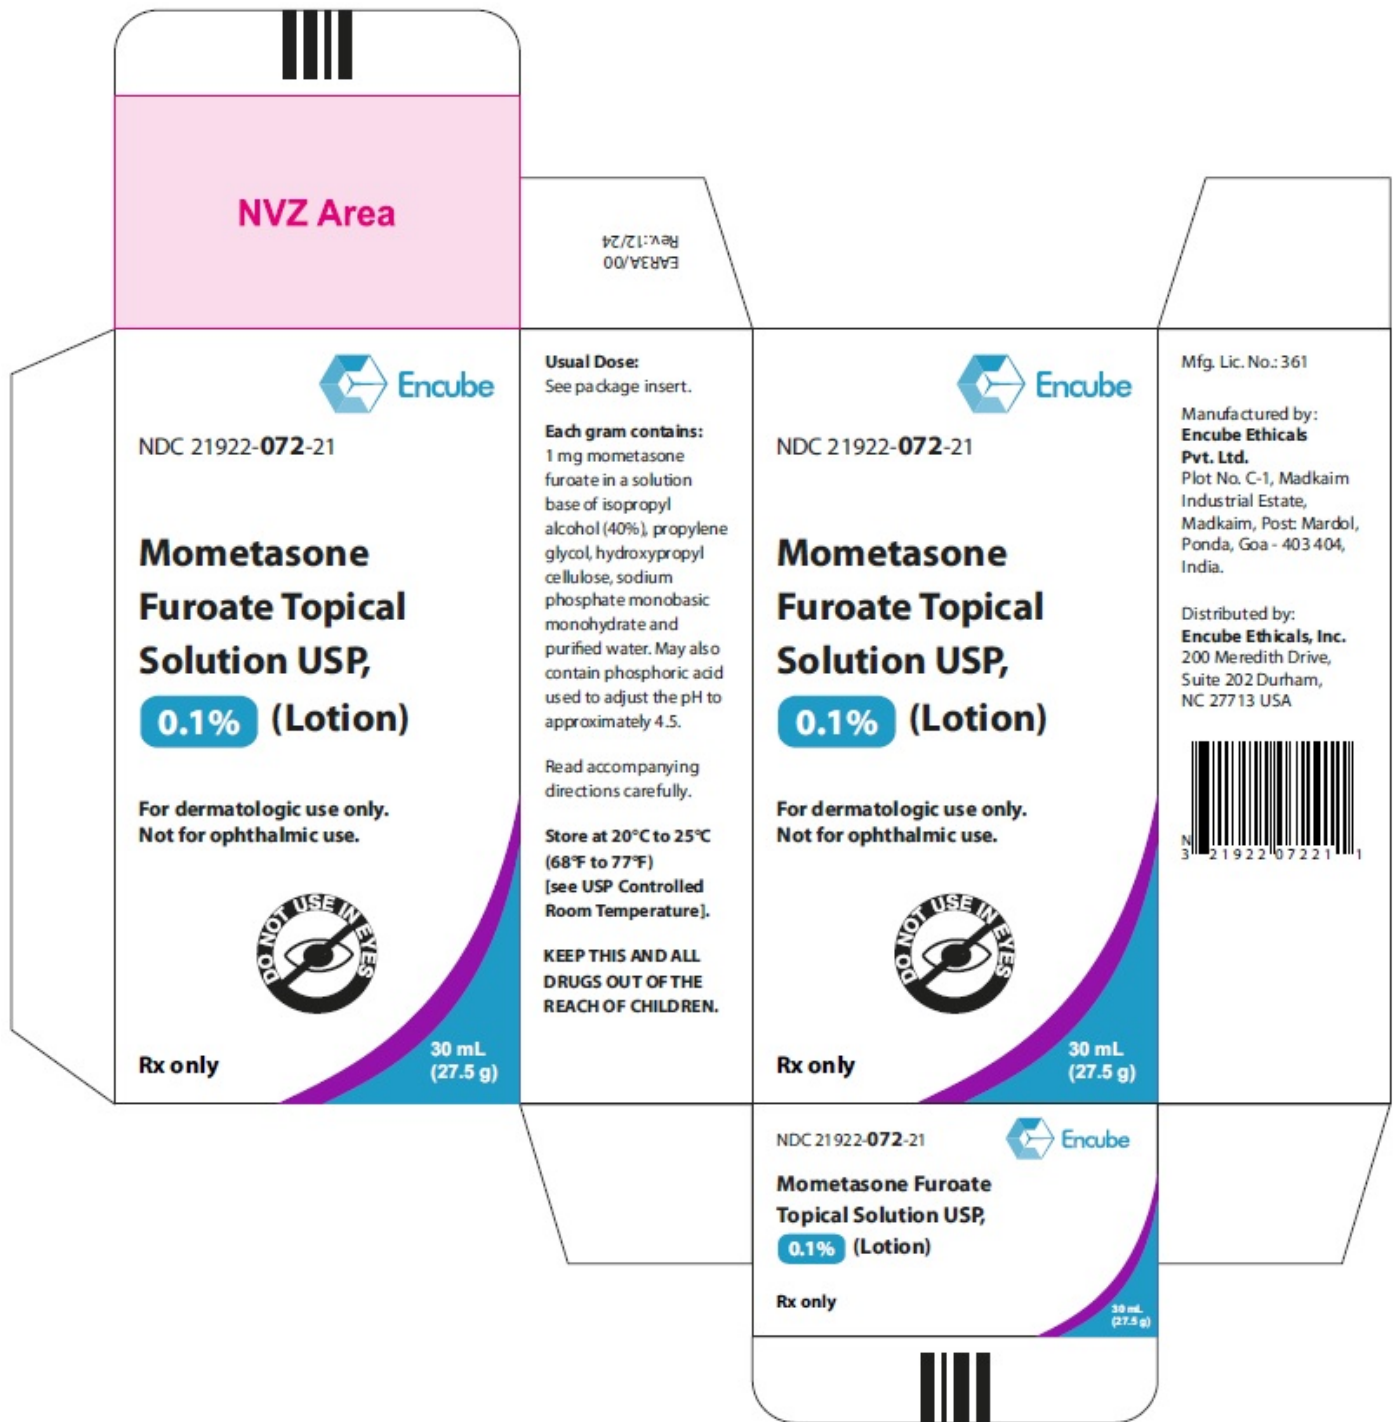 NVZ Area
EAR3A/00
Rev.:12/24
Encube
NDC 21922-072-21
Mometasone
Furoate Topical
Solution USP,
0.1% (Lotion)
For dermatologic use only.
Not for ophthalmic use.
DO NOT USE IN EYES
Rx only
30 mL
(27.5 g)
Usual Dose:
See package insert.
Each gram contains:
1 mg mometasone
furoate in a solution
base of isopropyl
alcohol (40%), propylene
glycol, hydroxypropyl
cellulose, sodium
phosphate monobasic
monohydrate and
purified water. May also
contain phosphoric acid
used to adjust the pH to
approximately 4.5.
Read accompanying
directions carefully.
Store at 20°C to 25°C
(68°F to 77°F)
[see USP Controlled
Room Temperature].
KEEP THIS AND ALL
DRUGS OUT OF THE
REACH OF CHILDREN.
Encube
NDC 21922-072-21
Mometasone
Furoate Topical
Solution USP,
0.1% (Lotion)
For dermatologic use only.
Not for ophthalmic use.
DO NOT USE IN EYES
Rx only
30 mL
(27.5 g)
Mfg. Lic. No.: 361
Manufactured by:
Encube Ethicals
Pvt. Ltd.
Plot No. C-1, Madkaim
Industrial Estate,
Madkaim, Post: Mardol,
Ponda, Goa - 403 404,
India.
Distributed by:
Encube Ethicals, Inc.
200 Meredith Drive,
Suite 202 Durham,
NC 27713 USA
N
3 21922 07221 1
NDC 21922-072-21
Encube
Mometasone Furoate
Topical Solution USP,
0.1% (Lotion)
Rx only
30 mL
(27.5 g)